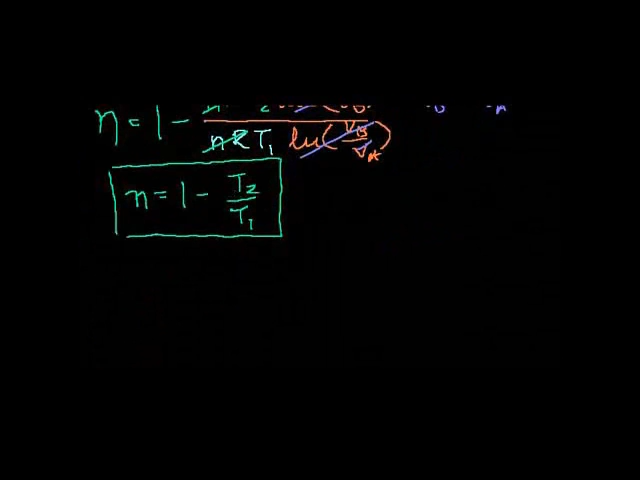 η = 1 − 
nRT₁ ln(V_B/V_A)
η = 1 − T₂/T₁